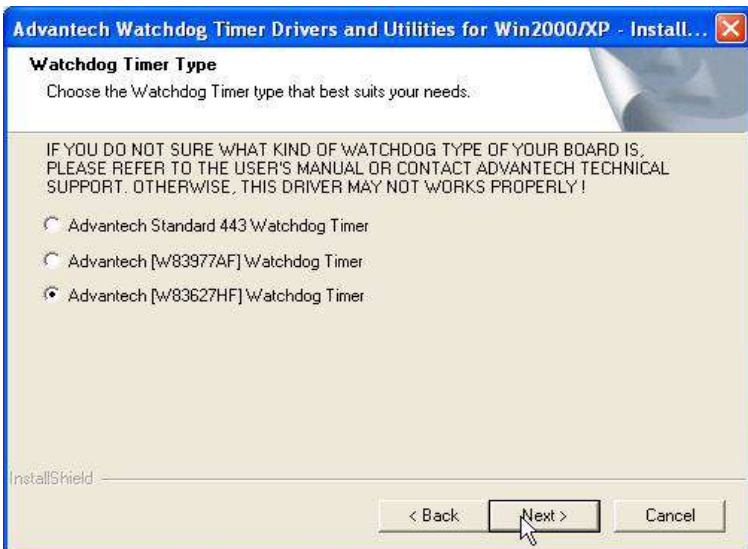 Advantech Watchdog Timer Drivers and Utilities for Win2000/XP - Install...
Watchdog Timer Type
Choose the Watchdog Timer type that best suits your needs.
IF YOU DO NOT SURE WHAT KIND OF WATCHDOG TYPE OF YOUR BOARD IS,
PLEASE REFER TO THE USER'S MANUAL OR CONTACT ADVANTECH TECHNICAL
SUPPORT. OTHERWISE, THIS DRIVER MAY NOT WORKS PROPERLY !
Advantech Standard 443 Watchdog Timer
Advantech [W83977AF] Watchdog Timer
Advantech [W83627HF] Watchdog Timer
InstallShield
< Back Next > Cancel